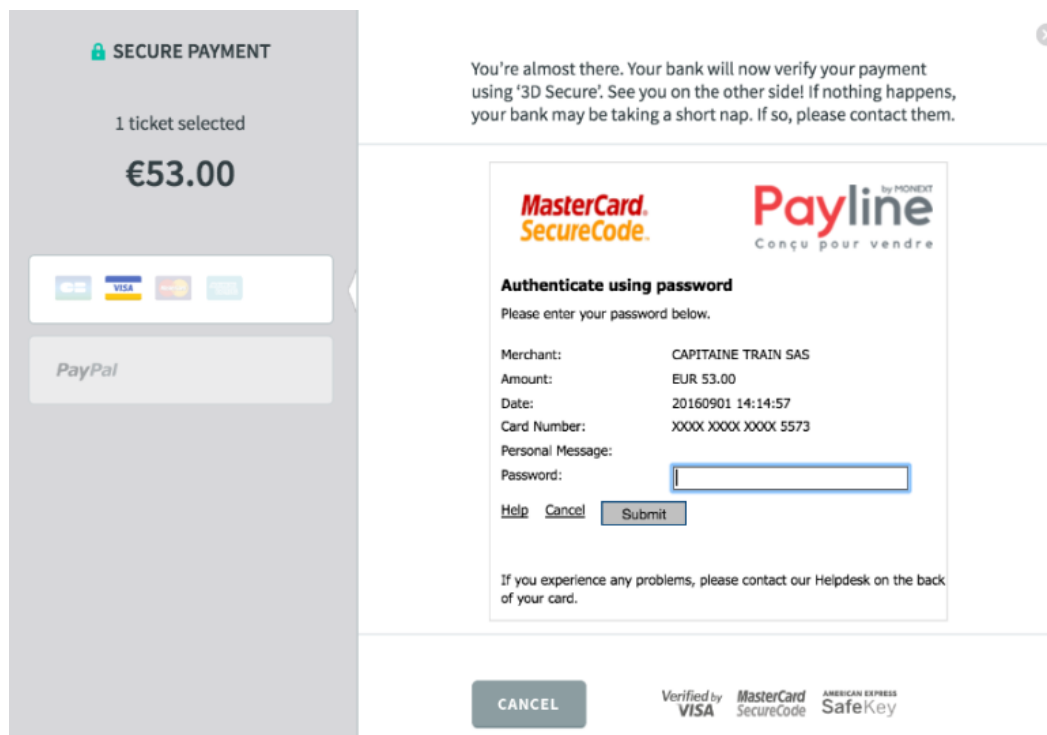 SECURE PAYMENT
1 ticket selected
€53.00
VISA
PayPal
You're almost there. Your bank will now verify your payment
using ‘3D Secure’. See you on the other side! If nothing happens,
your bank may be taking a short nap. If so, please contact them.
MasterCard.
SecureCode™
by MONEXT
Payline
Conçu pour vendre
Authenticate using password
Please enter your password below.
Merchant: CAPITAINE TRAIN SAS
Amount: EUR 53.00
Date: 20160901 14:14:57
Card Number: XXXX XXXX XXXX 5573
Personal Message:
Password:
Help Cancel Submit
If you experience any problems, please contact our Helpdesk on the back
of your card.
CANCEL
Verified by
VISA
MasterCard
SecureCode
AMERICAN EXPRESS
SafeKey